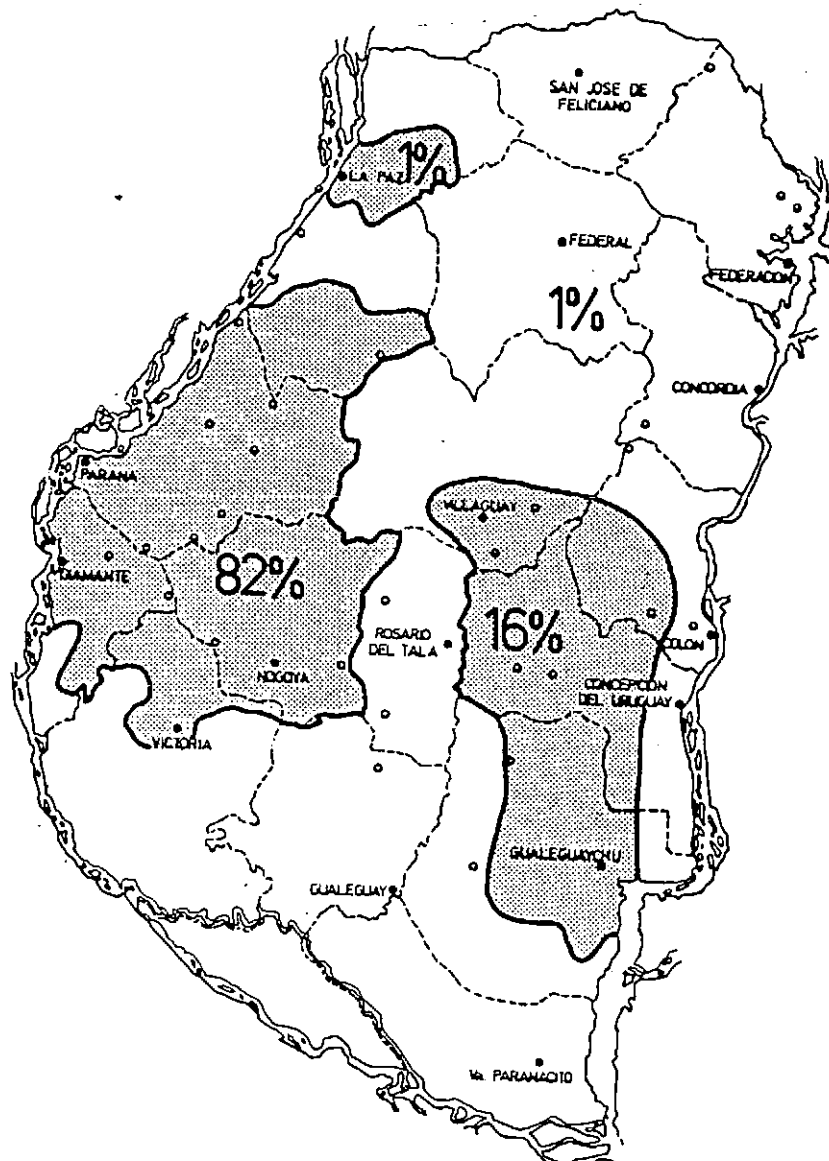 SAN JOSE DE
FELICIANO
1%
LA PAZ
FEDERAL
FEDERACION
1%
CONCORDIA
PARANA
VILLAGUAY
DIAMANTE
82%
ROSARIO
DEL TALA
16%
COLON
NOGOYA
CONCEPCION
DEL URUGUAY
VICTORIA
GUALEGUAYCHU
GUALEGUAY
Va. PARANACITO